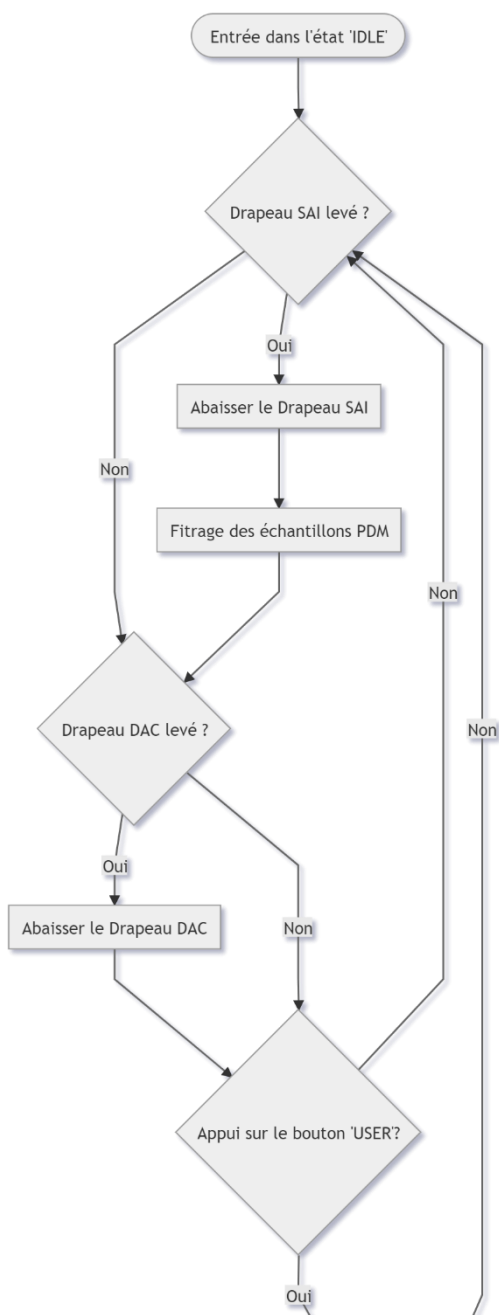 Entrée dans l'état 'IDLE'
Drapeau SAI levé ?
Oui
Abaisser le Drapeau SAI
Non
Fitrage des échantillons PDM
Non
Drapeau DAC levé ?
Non
Oui
Abaisser le Drapeau DAC
Non
Appui sur le bouton 'USER'?
Oui